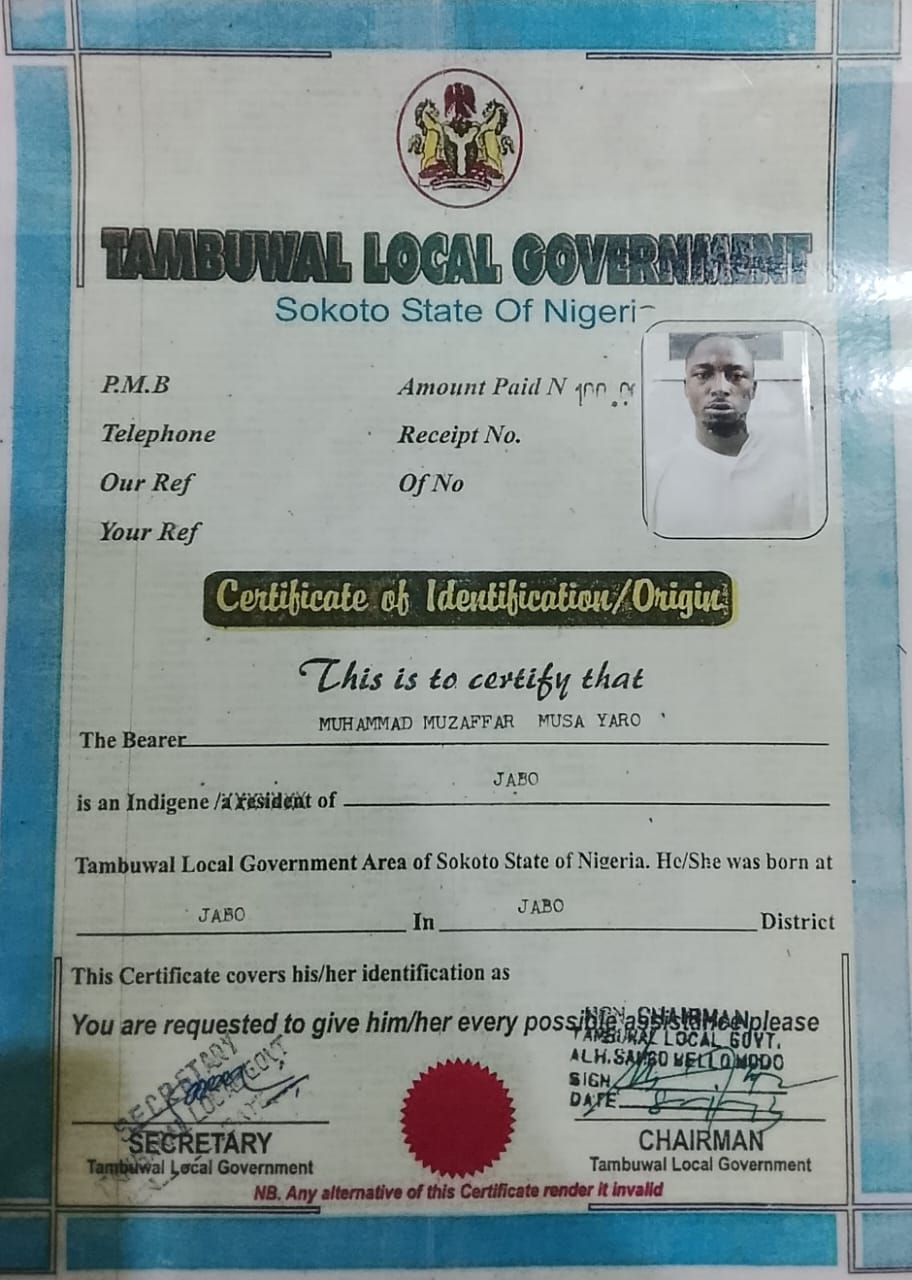 TAMBUWAL LOCAL GOVERNMENT
Sokoto State Of Nigeri
P.M.B
Amount Paid N
Telephone
Receipt No.
Our Ref
Of No
Your Ref
Certificate of Identification/Origin
This is to certify that
The Bearer MUHAMMAD MUZAFFAR MUSA YARO
is an Indigene /a resident of JABO
Tambuwal Local Government Area of Sokoto State of Nigeria. He/She was born at
JABO In JABO District
This Certificate covers his/her identification as
You are requested to give him/her every possible assistance please
HON. CHAIRMAN
TAMBUWAL LOCAL GOVT.
SIGN
DATE
SECRETARY
LOCAL GOVT
SECRETARY
Tambuwal Local Government
CHAIRMAN
Tambuwal Local Government
NB. Any alternative of this Certificate render it invalid